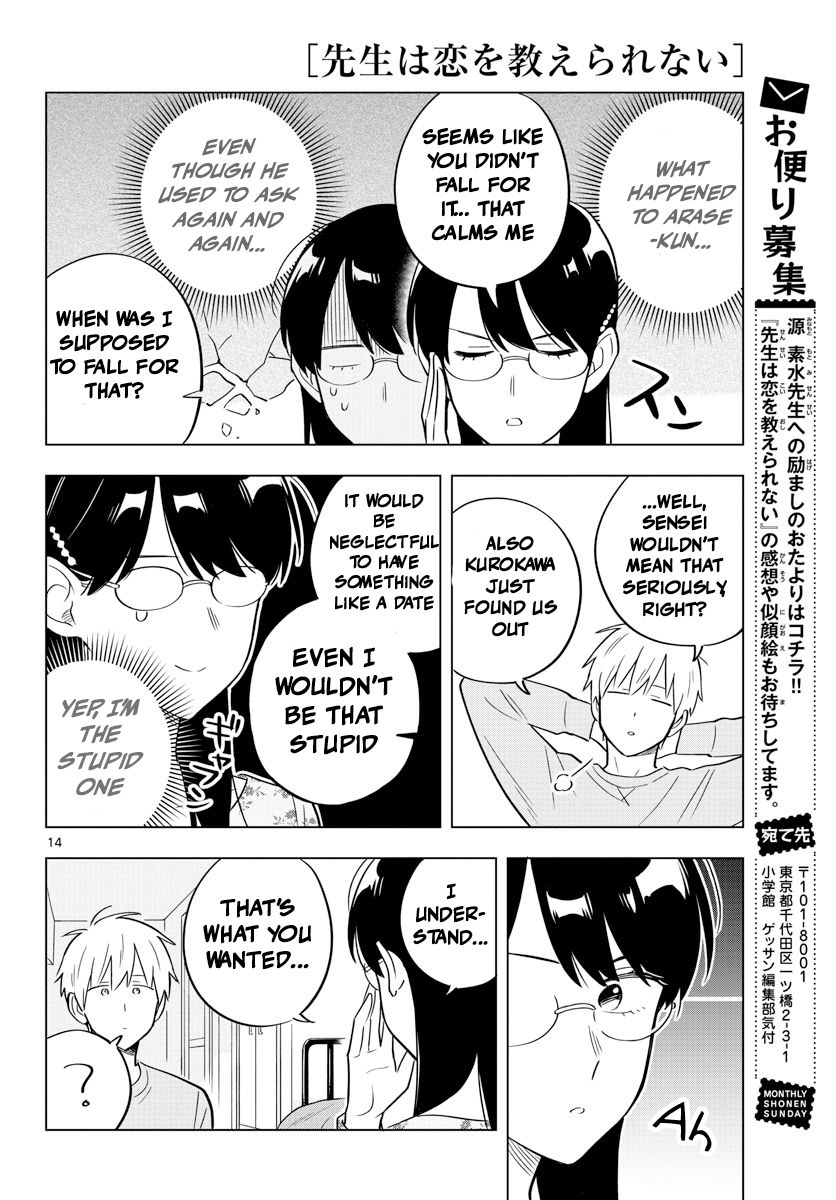 [先生は恋を教えられない]
WHAT
HAPPENED
TO ARASE
-KUN...
SEEMS LIKE
YOU DIDN'T
FALL FOR
IT... THAT
CALMS ME
EVEN
THOUGH HE
USED TO ASK
AGAIN AND
AGAIN...
WHEN WAS I
SUPPOSED
TO FALL FOR
THAT?
スン
...WELL,
SENSEI
WOULDN'T
MEAN THAT
SERIOUSLY,
RIGHT?
ALSO
KUROKAWA
JUST
FOUND US
OUT
IT WOULD
BE
NEGLECTFUL
TO HAVE
SOMETHING
LIKE A DATE
EVEN I
WOULDN'T
BE THAT
STUPID
YEP, I'M
THE
STUPID
ONE
ギャフン
14
Ah
I
UNDER-
STAND...
THAT'S
WHAT YOU
WANTED...
?
お便り募集
源素水先生への励ましのおたよりはコチラ!!
『先生は恋を教えられない』の感想や似顔絵もお待ちしてます。
宛て先
〒101-8001
東京都千代田区一ツ橋2-3-1
小学館 ゲッサン編集部気付
MONTHLY
SHONEN
SUNDAY